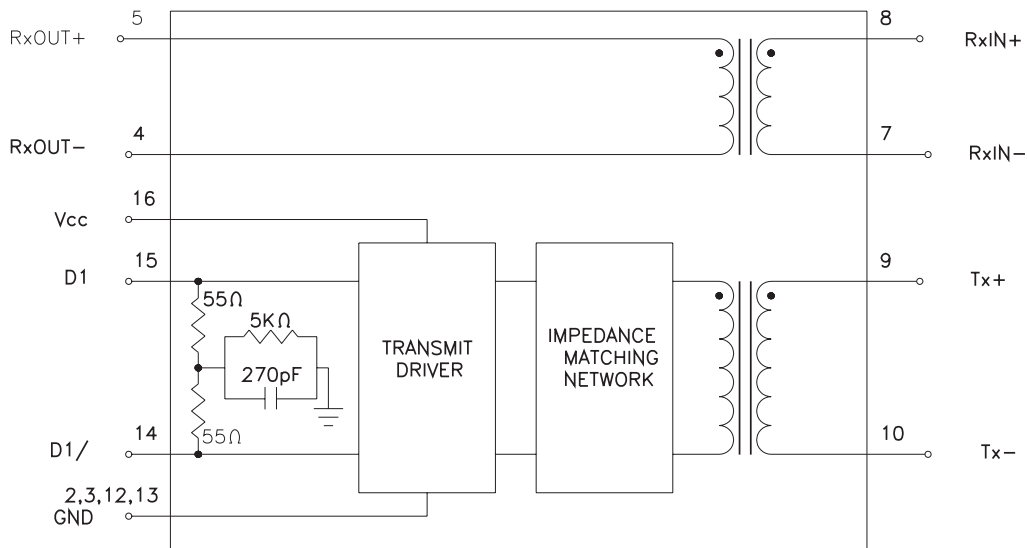 5
RxOUT+
8
RxIN+
RxOUT−
4
7
RxIN−
16
Vcc
D1
15
9
Tx+
55Ω
5KΩ
270pF
55Ω
TRANSMIT
DRIVER
IMPEDANCE
MATCHING
NETWORK
D1/
14
10
Tx−
2,3,12,13
GND